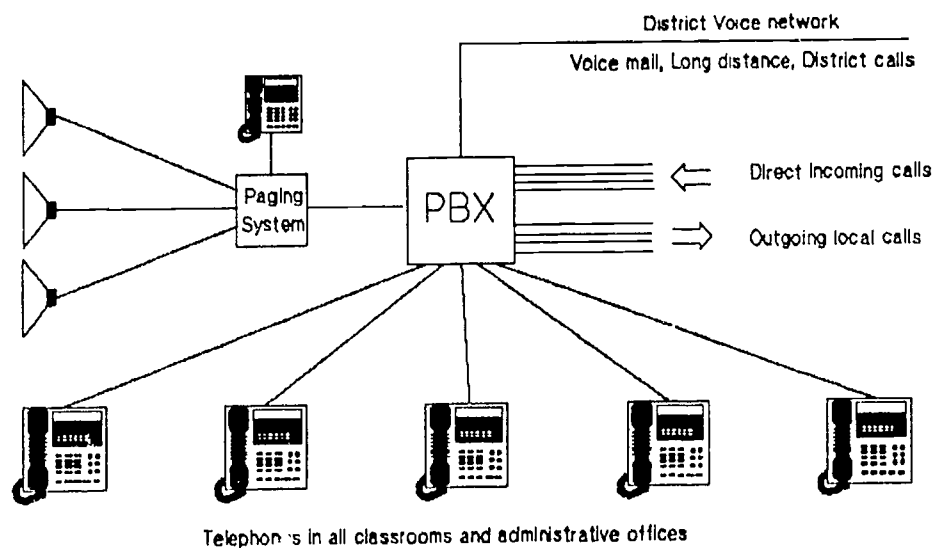 District Voice network
Voice mail, Long distance, District calls
Paging
System
PBX
Direct Incoming calls
Outgoing local calls
Telephones in all classrooms and administrative offices